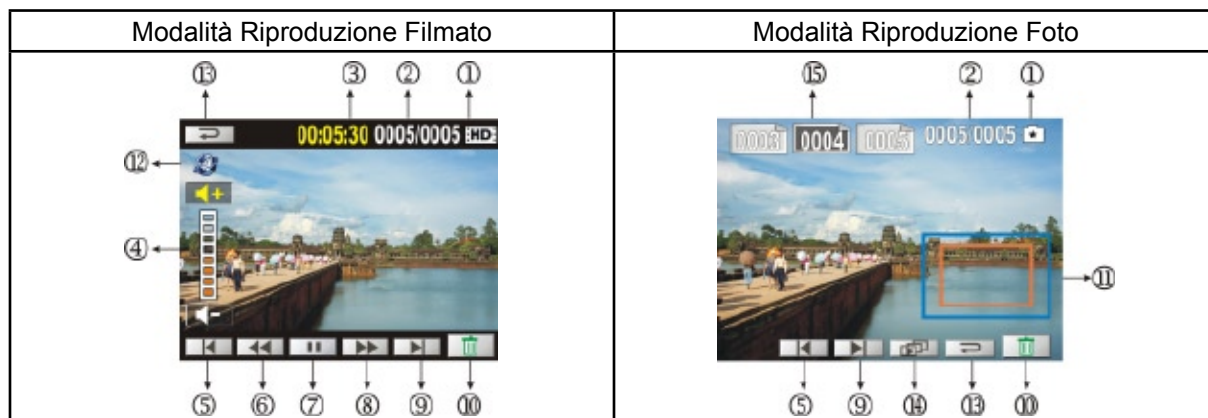 Modalità Riproduzione Filmato
Modalità Riproduzione Foto
⑬ ③ ② ①
00:05:30 0005/0005 HD
⑫
④
⑤ ⑥ ⑦ ⑧ ⑨ ⑩
⑮ ② ①
0003 0004 0005 0005/0005
⑪
⑤ ⑨ ⑭ ⑬ ⑩